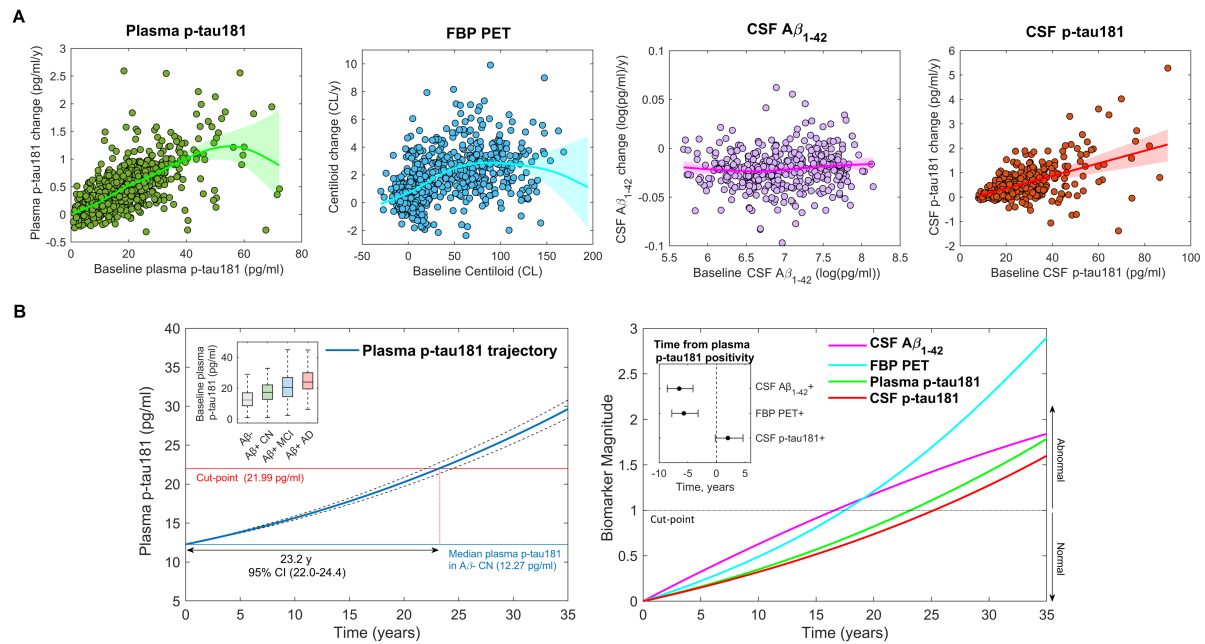 A
Plasma p-tau181
Plasma p-tau181 change (pg/ml/y)
3
2.5
2
1.5
1
0.5
0
-0.5
0
20
40
60
80
Baseline plasma p-tau181 (pg/ml)
FBP PET
Centiloid change (CL/y)
10
8
6
4
2
0
-2
-50
0
50
100
150
200
Baseline Centiloid (CL)
CSF Aβ1-42
CSF Aβ1-42 change (log(pg/ml)/y)
0.1
0.05
0
-0.05
-0.1
5.5
6
6.5
7
7.5
8
8.5
Baseline CSF Aβ1-42 (log(pg/ml))
CSF p-tau181
CSF p-tau181 change (pg/ml/y)
6
5
4
3
2
1
0
-1
-2
0
20
40
60
80
100
Baseline CSF p-tau181 (pg/ml)
B
Plasma p-tau181 (pg/ml)
40
35
30
25
20
15
10
5
0
5
10
15
20
25
30
35
Time (years)
Plasma p-tau181 trajectory
Baseline plasma
p-tau181 (pg/ml)
40
20
0
Aβ-
Aβ+ CN
Aβ+ MCI
Aβ+ AD
Cut-point (21.99 pg/ml)
23.2 y
95% CI (22.0-24.4)
Median plasma p-tau181
in Aβ- CN (12.27 pg/ml)
Biomarker Magnitude
3
2.5
2
1.5
1
0.5
0
0
5
10
15
20
25
30
35
Time (years)
Time from plasma
p-tau181 positivity
CSF Aβ1-42+
FBP PET+
CSF p-tau181+
-10
-5
0
5
Time, years
CSF Aβ1-42
FBP PET
Plasma p-tau181
CSF p-tau181
Cut-point
Abnormal
Normal